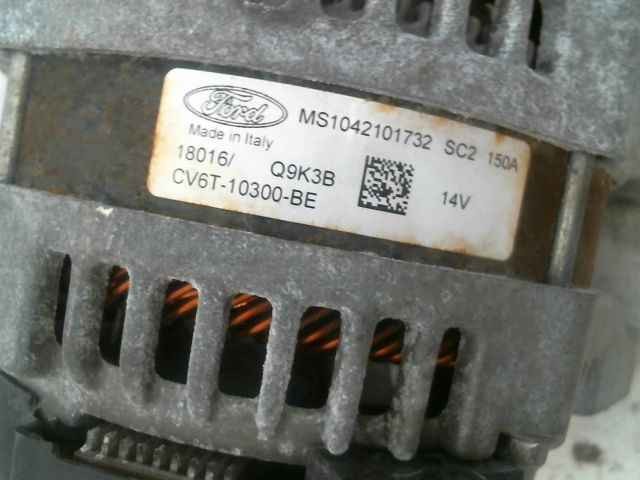 Ford
MS1042101732 SC2 150A
Made in Italy
18016/ Q9K3B
CV6T-10300-BE 14V